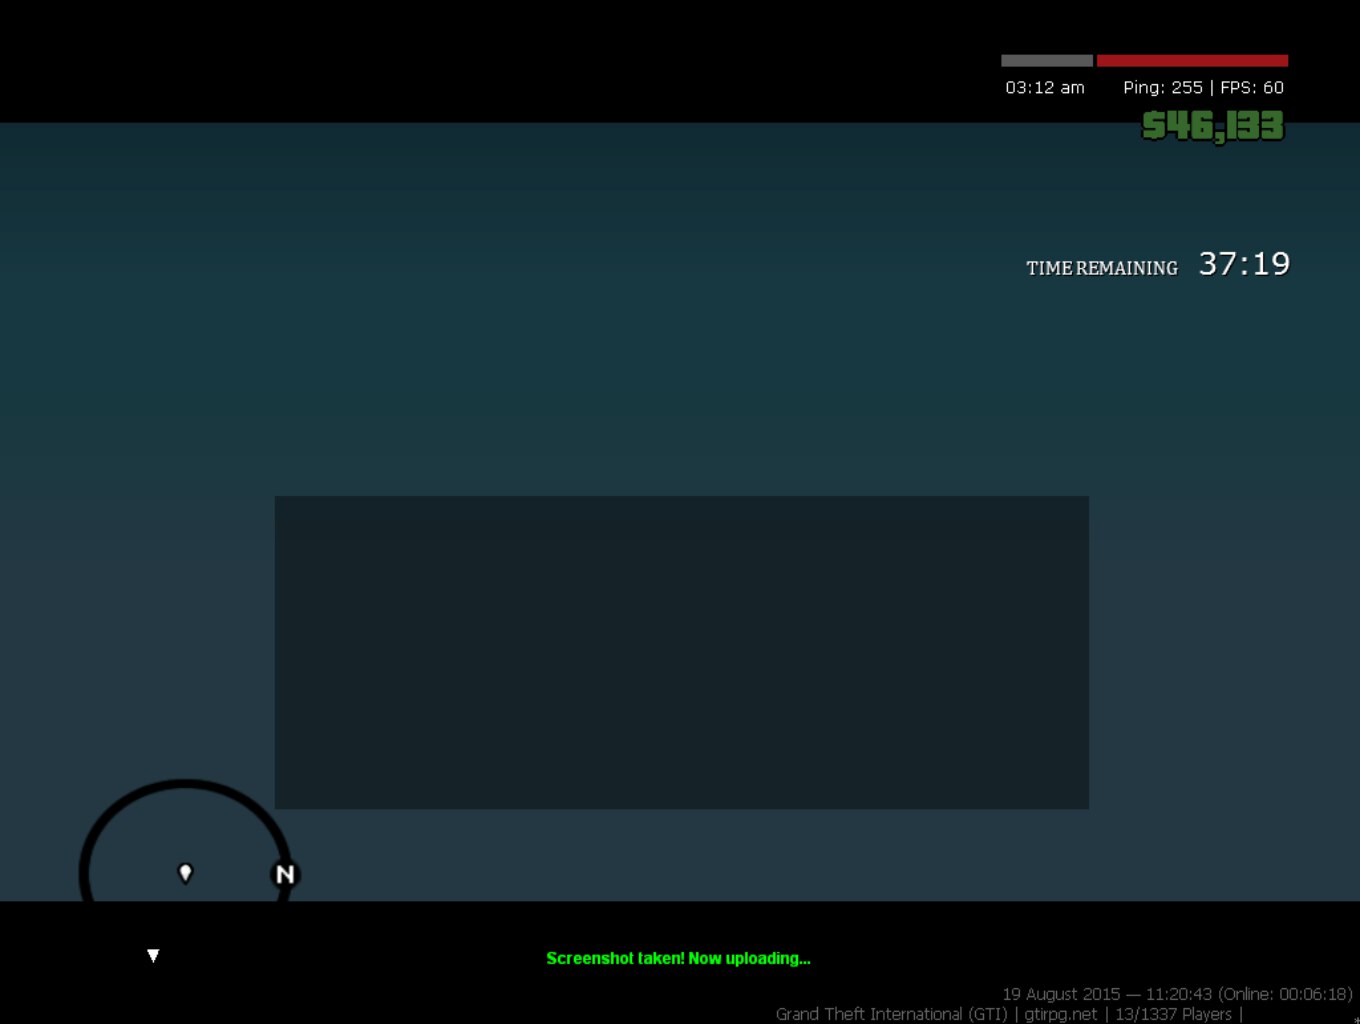 03:12 am Ping: 255 | FPS: 60
$46,133
TIME REMAINING 37:19
N
Screenshot taken! Now uploading...
19 August 2015 — 11:20:43 (Online: 00:06:18)
Grand Theft International (GTI) | gtirpg.net | 13/1337 Players |